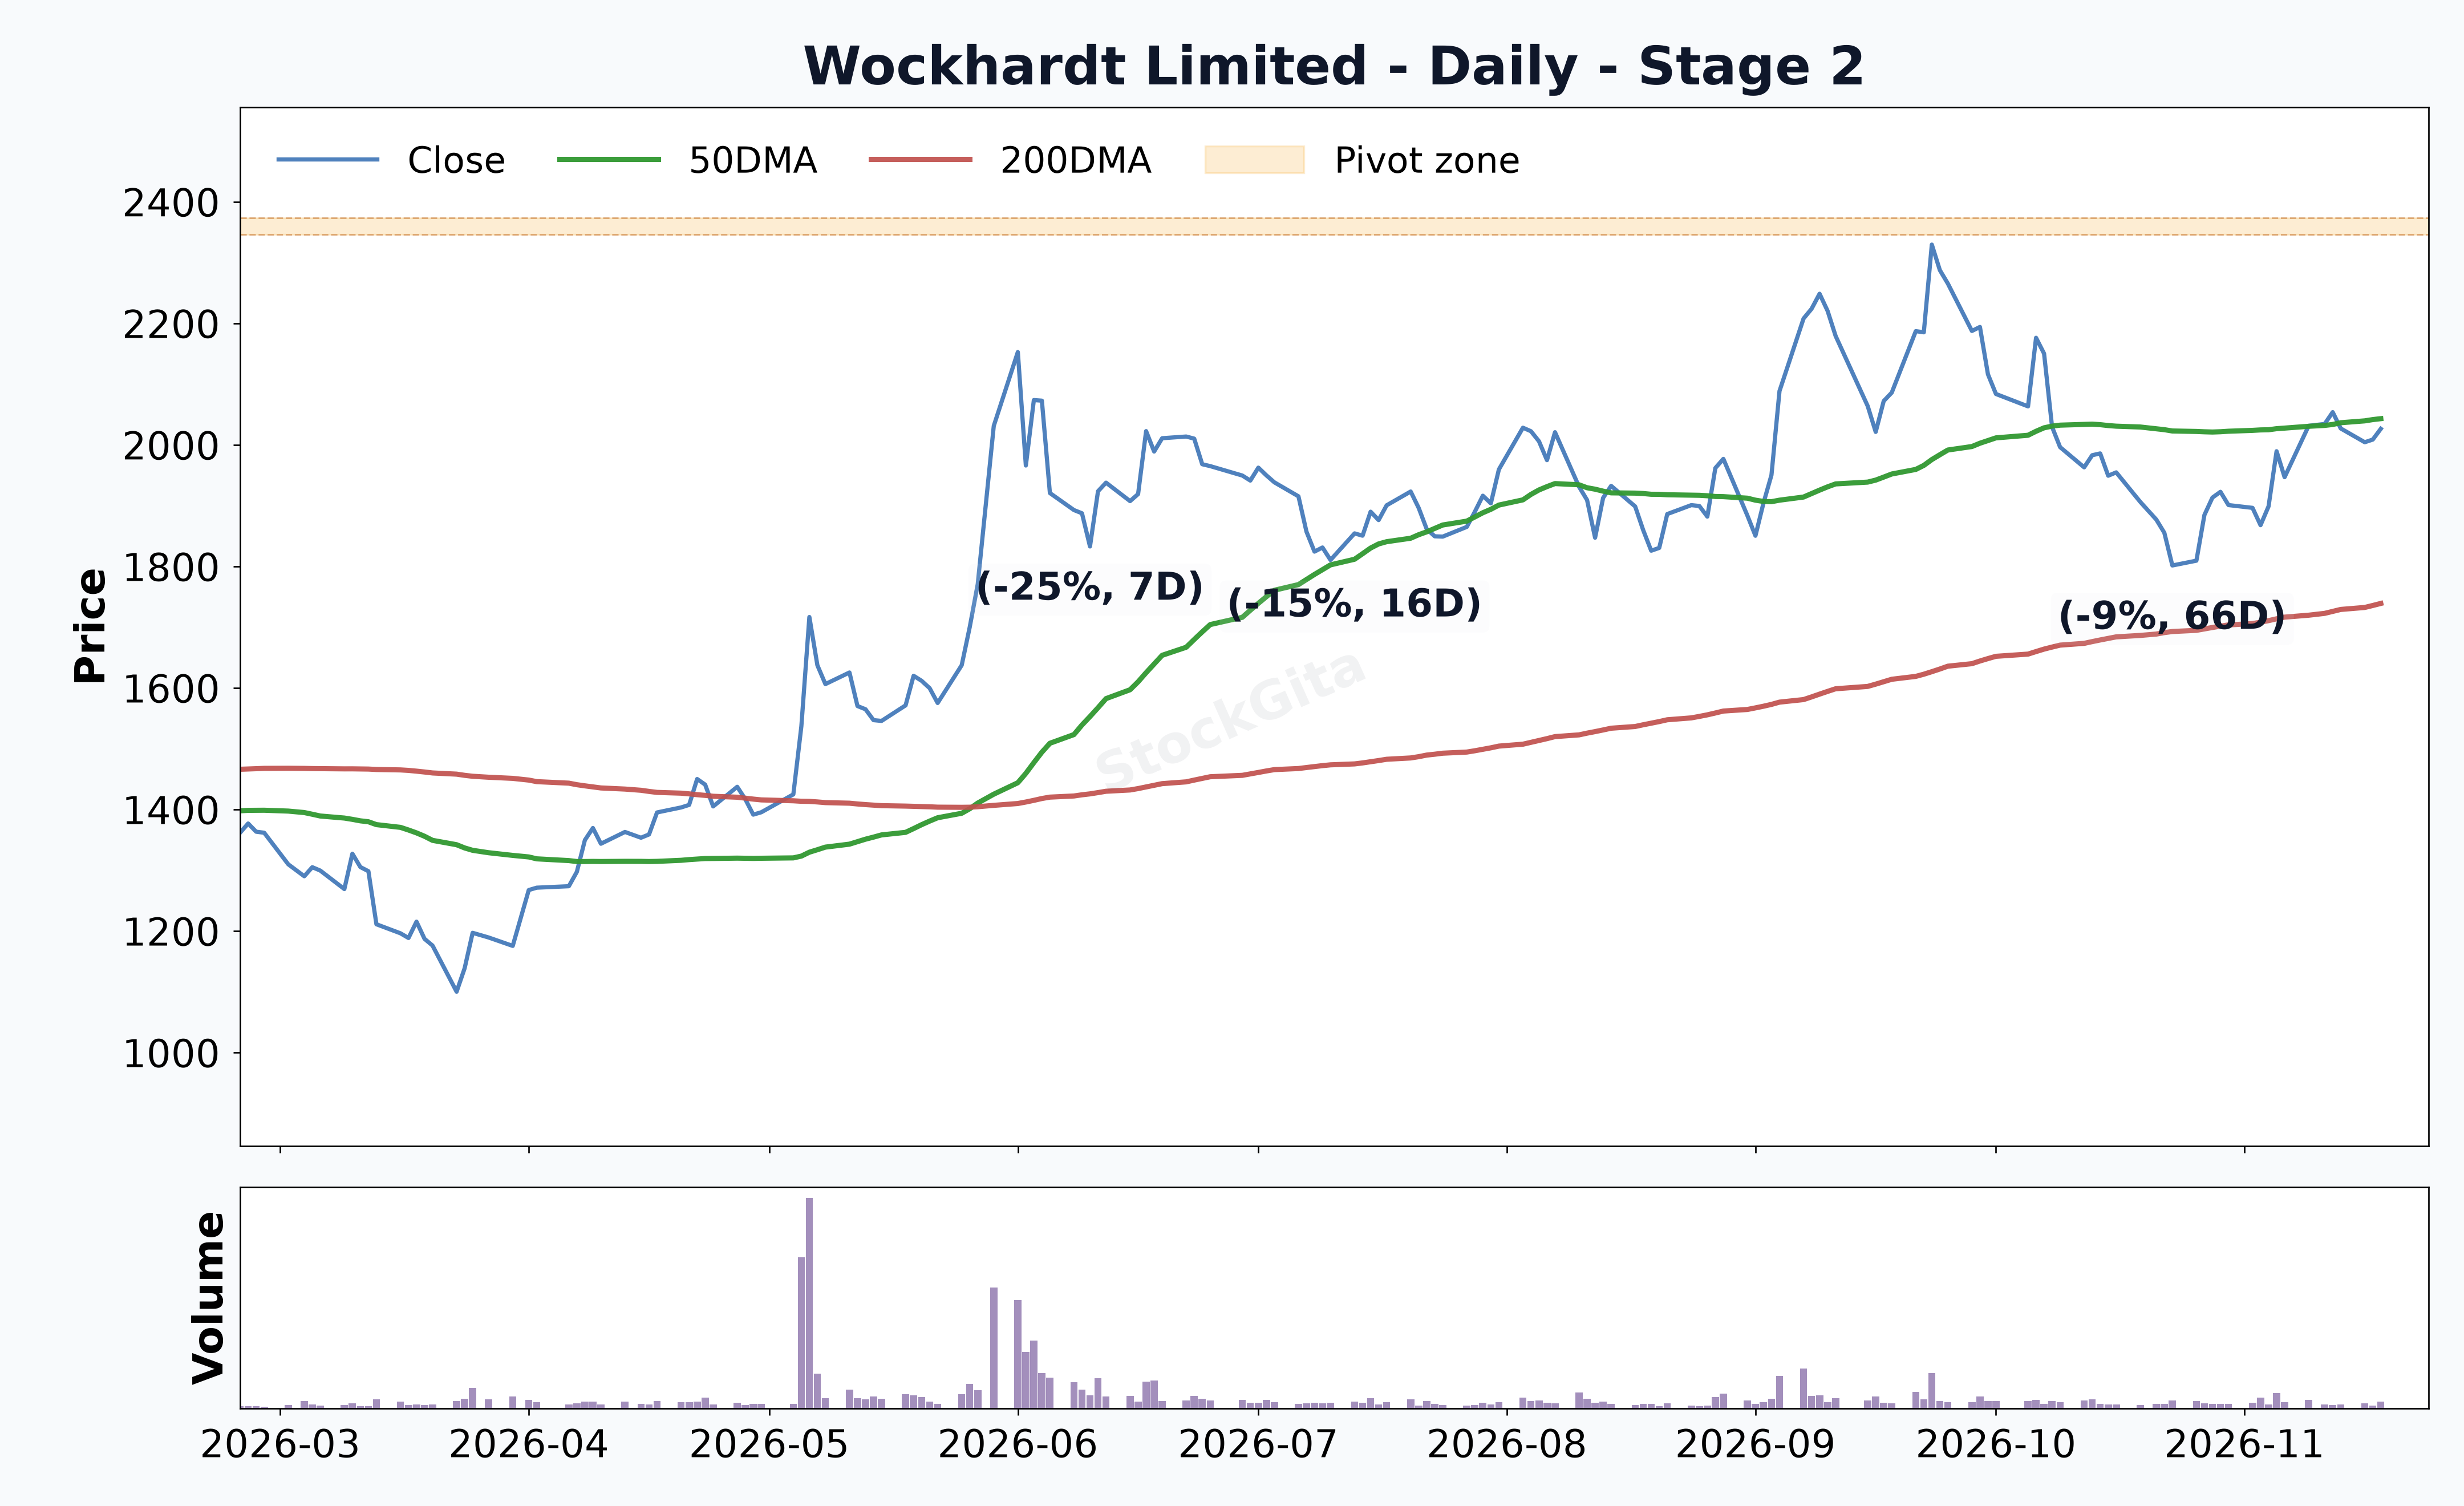 Wockhardt Limited - Daily - Stage 2
Close 50DMA 200DMA Pivot zone
2400
2200
2000
1800
1600
1400
1200
1000
Price
(-25%, 7D)
(-15%, 16D)
(-9%, 66D)
StockGita
Volume
2026-03 2026-04 2026-05 2026-06 2026-07 2026-08 2026-09 2026-10 2026-11